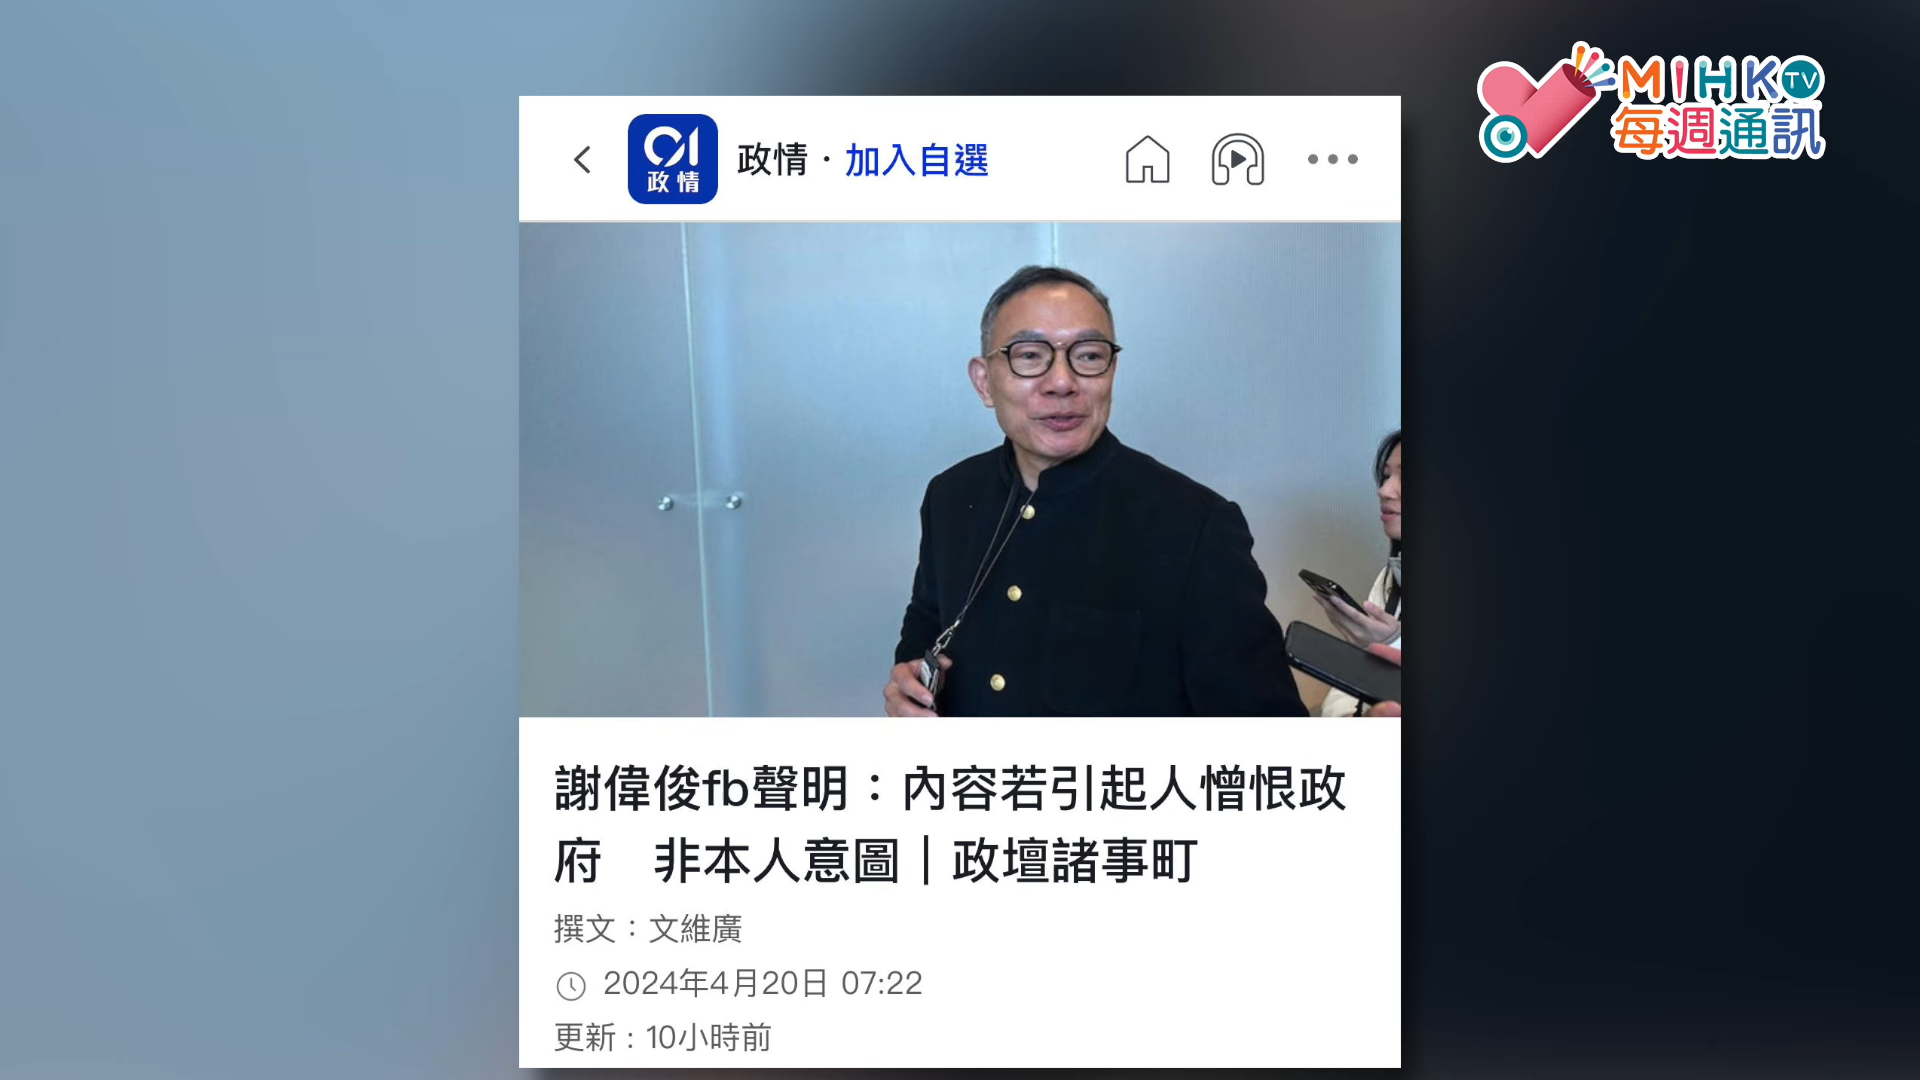 MIHK TV
每週通訊
01
政情
政情·加入自選
謝偉俊fb聲明：內容若引起人憎恨政
府　非本人意圖｜政壇諸事町
撰文：文維廣
2024年4月20日 07:22
更新：10小時前